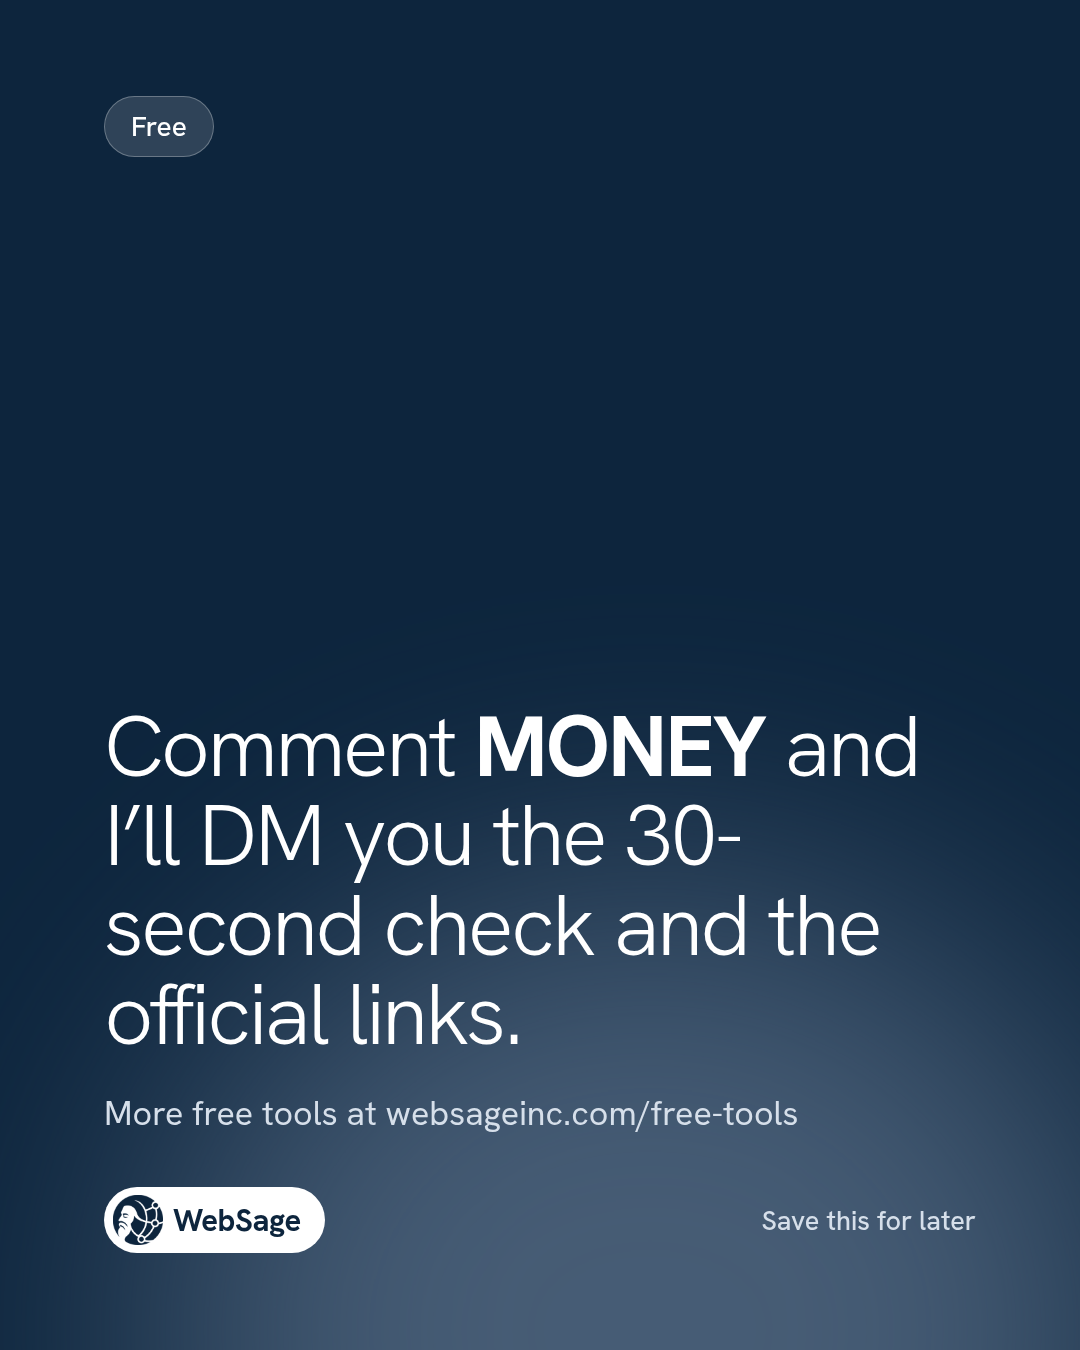 Free
Comment MONEY and
I’ll DM you the 30-
second check and the
official links.
More free tools at websageinc.com/free-tools
WebSage
Save this for later